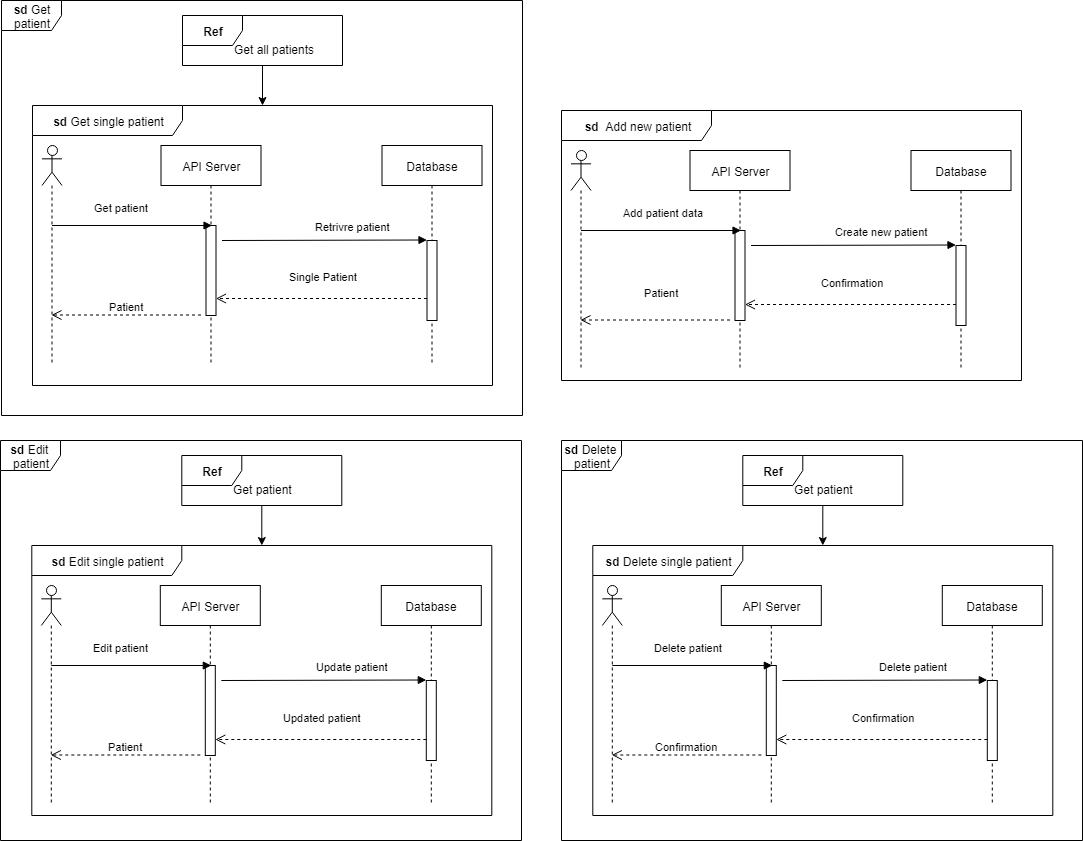 sd Get
patient
Ref
Get all patients
sd Get single patient
API Server
Database
Get patient
Retrivre patient
Single Patient
Patient
sd Add new patient
API Server
Database
Add patient data
Create new patient
Confirmation
Patient
sd Edit
patient
Ref
Get patient
sd Edit single patient
API Server
Database
Edit patient
Update patient
Updated patient
Patient
sd Delete
patient
Ref
Get patient
sd Delete single patient
API Server
Database
Delete patient
Delete patient
Confirmation
Confirmation